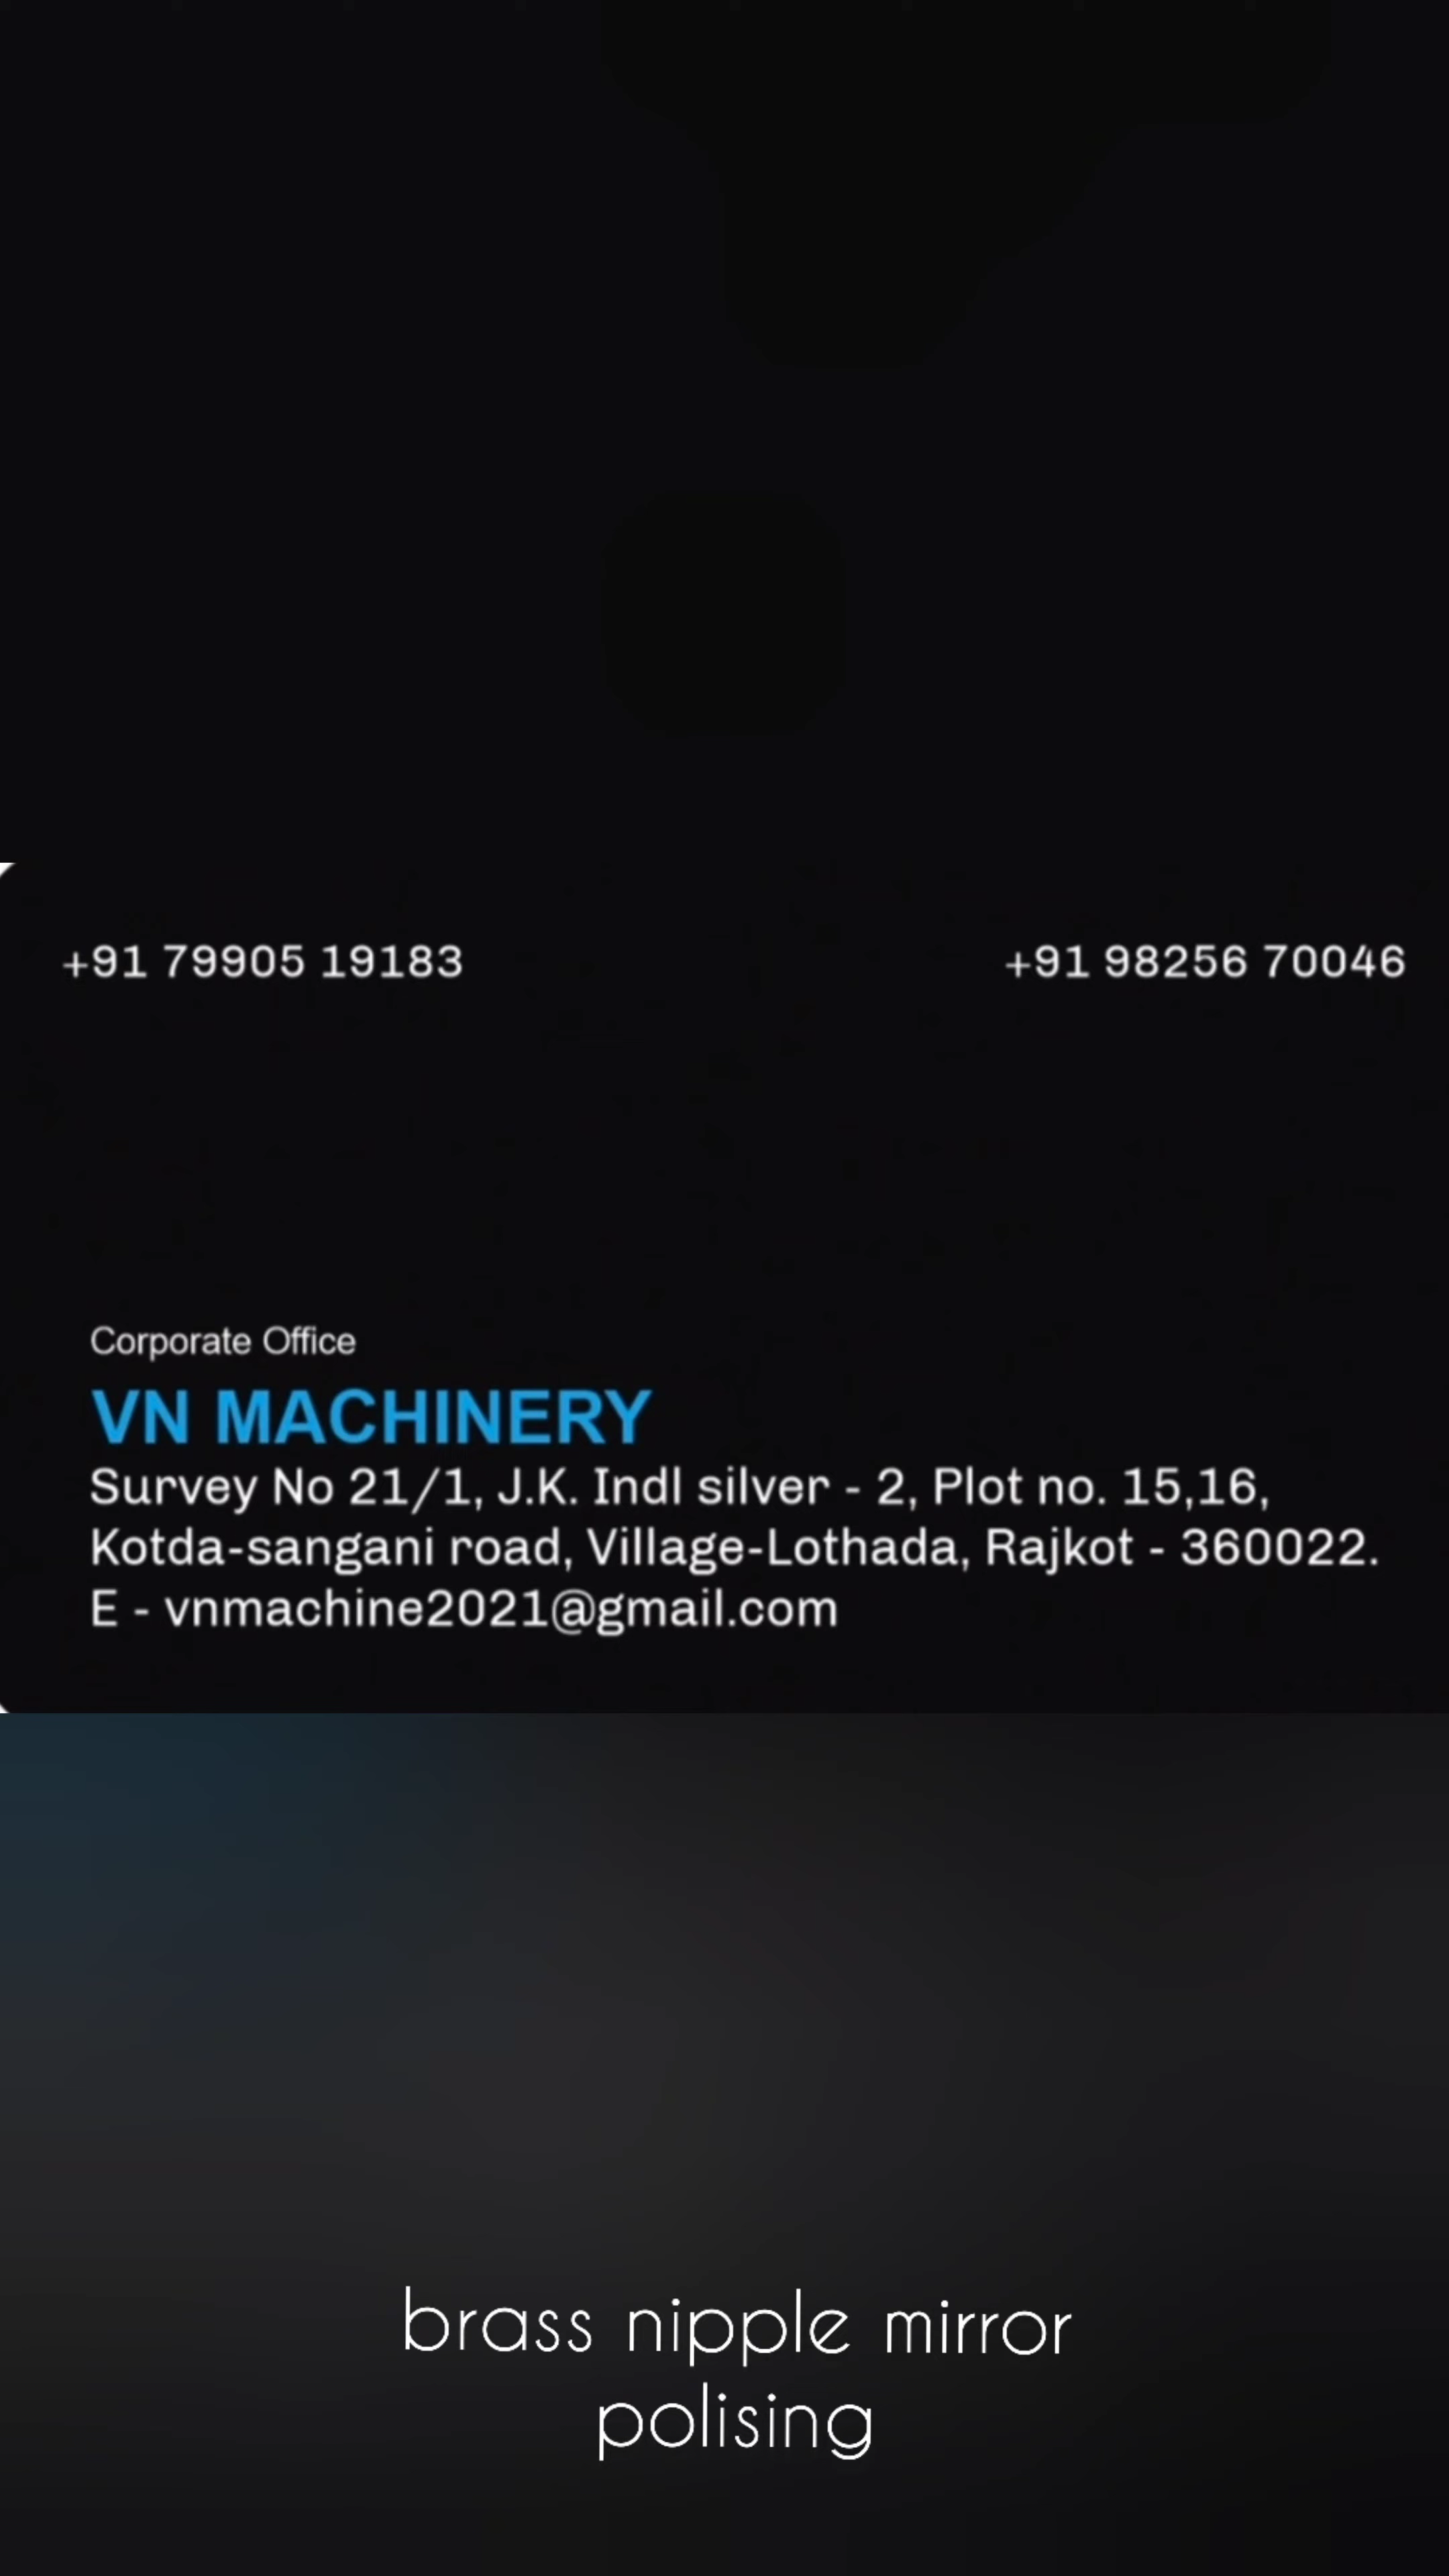 +91 79905 19183
+91 98256 70046
Corporate Office
VN MACHINERY
Survey No 21/1, J.K. Indl silver - 2, Plot no. 15,16,
Kotda-sangani road, Village-Lothada, Rajkot - 360022.
E - vnmachine2021@gmail.com
brass nipple mirror
polising